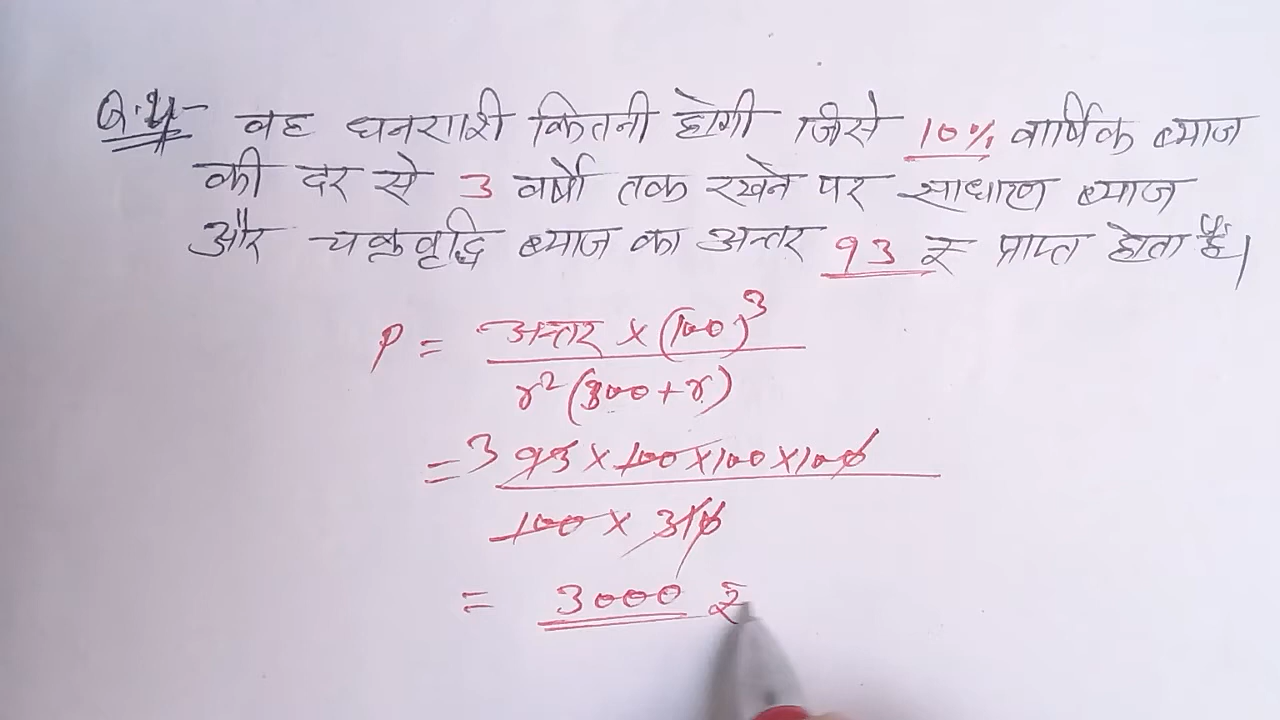 Q.4- वह धनराशी कितनी होगी जिसे 10% वार्षिक ब्याज
की दर से 3 वर्षो तक रखने पर साधारण ब्याज
और चक्रवृद्धि ब्याज का अन्तर 93 ₹ प्राप्त होता है।
P = अन्तर × (100)³
r² (300 + r)
= 3 93 × 100 × 100 × 100
100 × 310
= 3000 ₹